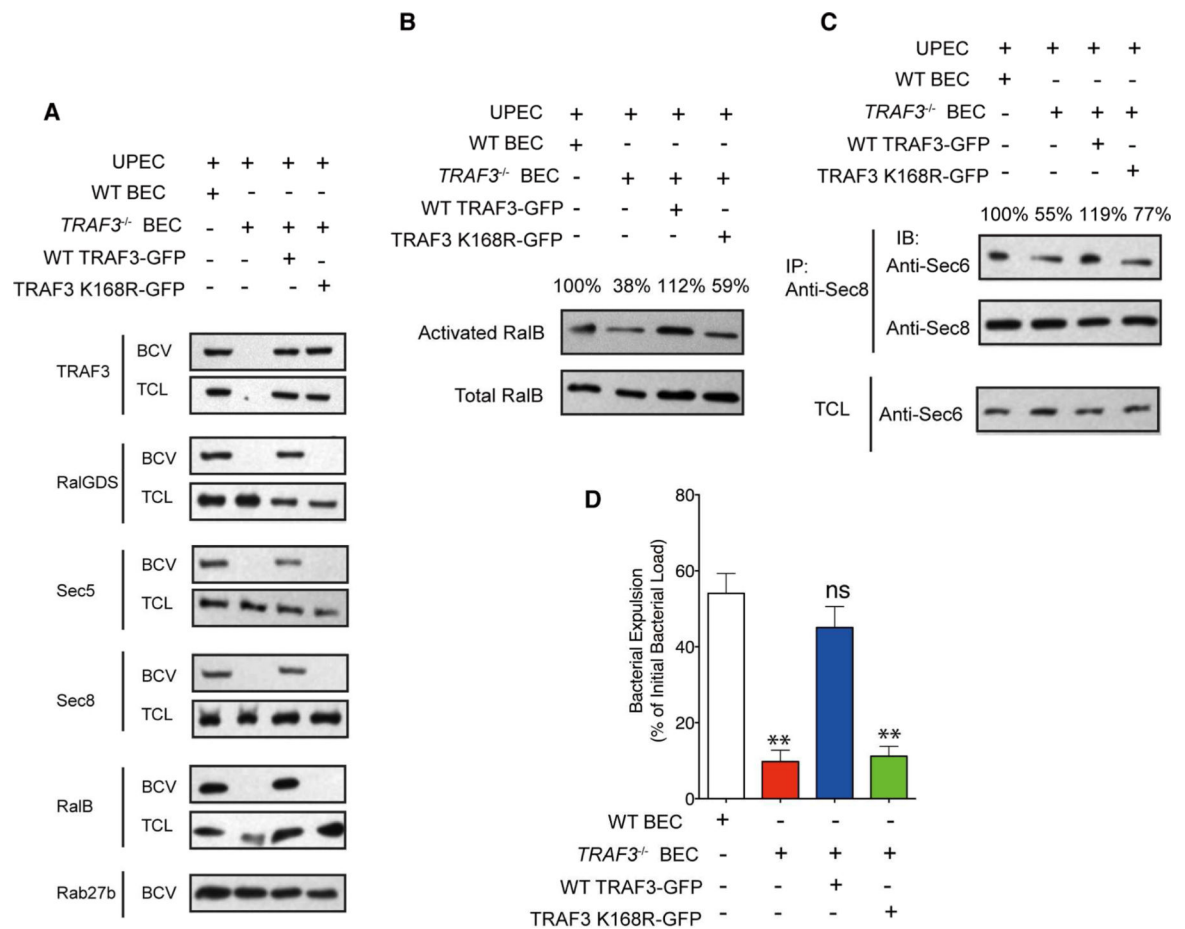 A
UPEC + + + +
WT BEC + - - -
TRAF3-/- BEC - + + +
WT TRAF3-GFP - - + -
TRAF3 K168R-GFP - - - +
TRAF3
BCV
TCL
RalGDS
BCV
TCL
Sec5
BCV
TCL
Sec8
BCV
TCL
RalB
BCV
TCL
Rab27b BCV
B
UPEC + + + +
WT BEC + - - -
TRAF3-/- BEC - + + +
WT TRAF3-GFP - - + -
TRAF3 K168R-GFP - - - +
100% 38% 112% 59%
Activated RalB
Total RalB
C
UPEC + + + +
WT BEC + - - -
TRAF3-/- BEC - + + +
WT TRAF3-GFP - - + -
TRAF3 K168R-GFP - - - +
100% 55% 119% 77%
IP:
Anti-Sec8
IB:
Anti-Sec6
Anti-Sec8
TCL Anti-Sec6
D
Bacterial Expulsion
(% of Initial Bacterial Load)
80
60
40
20
0
** ns **
WT BEC + - - -
TRAF3-/- BEC - + + +
WT TRAF3-GFP - - + -
TRAF3 K168R-GFP - - - +